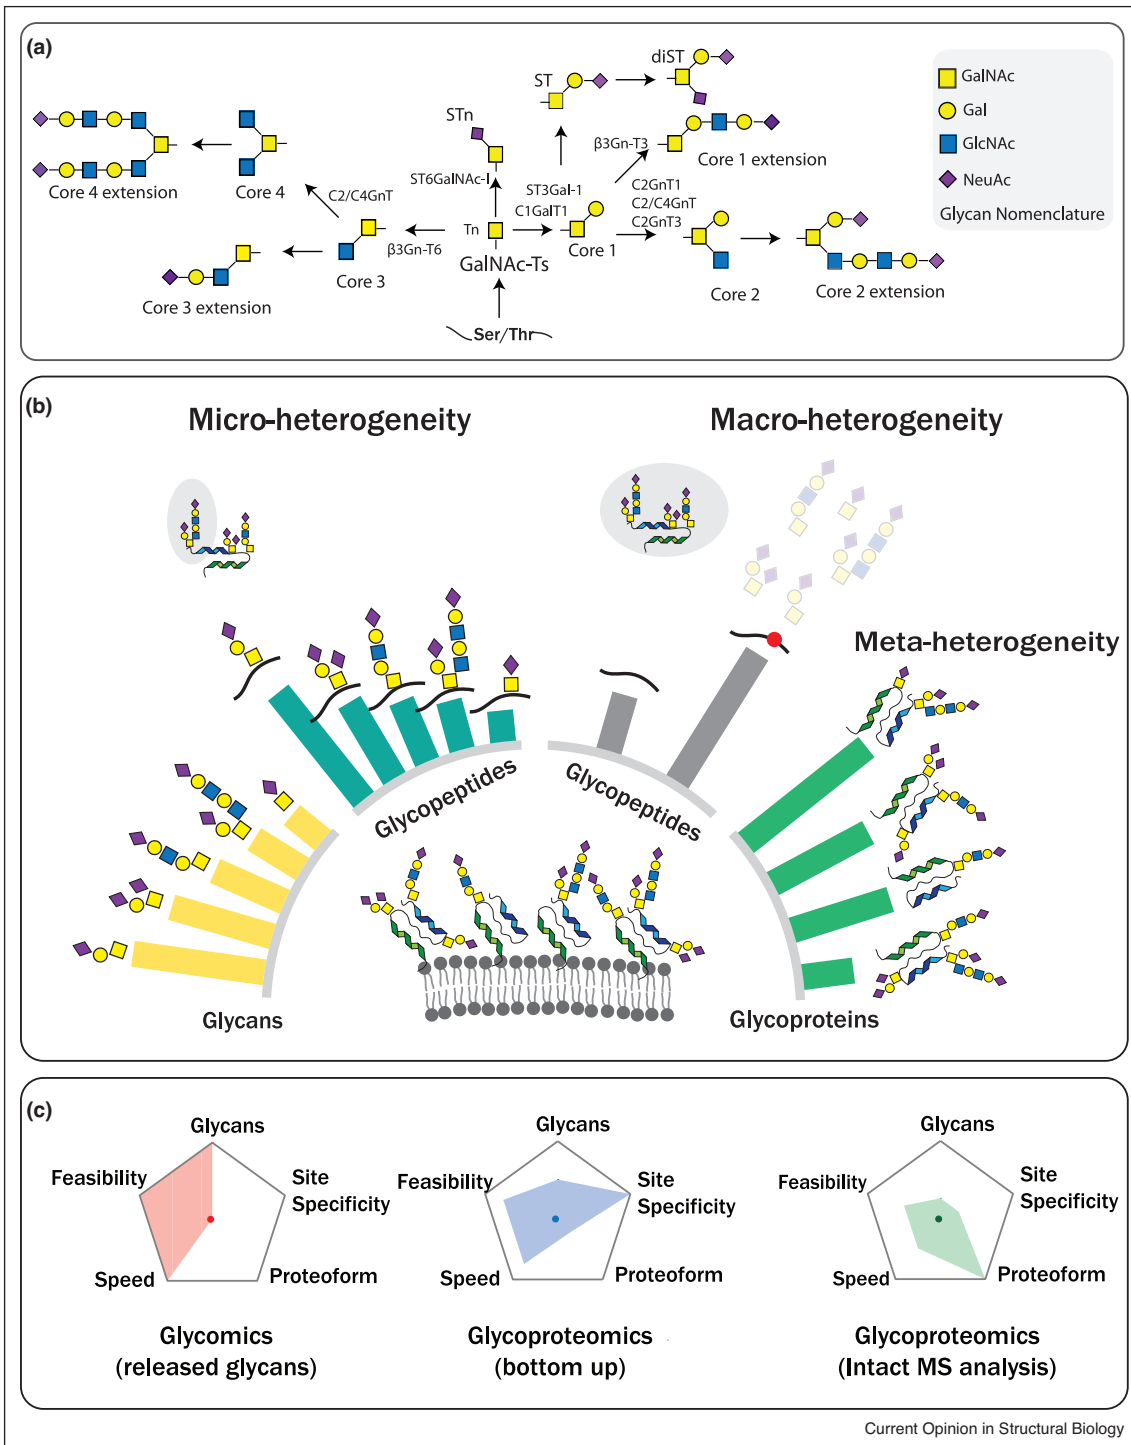 (a)
diST
ST
GalNAc
STn
Gal
β3Gn-T3
GlcNAc
Core 1 extension
ST6GalNAc-I
ST3Gal-1
C2GnT1
NeuAc
Core 4 extension
Core 4
C2/C4GnT
C1GalT1
C2/C4GnT
C2GnT3
Glycan Nomenclature
Tn
β3Gn-T6
Core 1
GalNAc-Ts
Core 3
Core 2
Core 2 extension
Core 3 extension
Ser/Thr
(b)
Micro-heterogeneity
Macro-heterogeneity
Meta-heterogeneity
Glycopeptides
Glycopeptides
Glycans
Glycoproteins
(c)
Glycans
Feasibility
Site
Specificity
Speed
Proteoform
Glycomics
(released glycans)
Glycans
Feasibility
Site
Specificity
Speed
Proteoform
Glycoproteomics
(bottom up)
Glycans
Feasibility
Site
Specificity
Speed
Proteoform
Glycoproteomics
(Intact MS analysis)
Current Opinion in Structural Biology